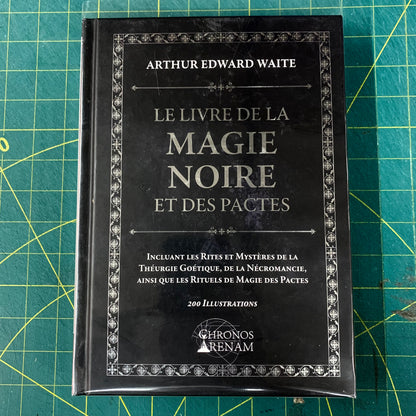 ARTHUR EDWARD WAITE
LE LIVRE DE LA
MAGIE
NOIRE
ET DES PACTES
INCLUANT LES RITES ET MYSTÈRES DE LA
THÉURGIE GOÉTIQUE, DE LA NÉCROMANCIE,
AINSI QUE LES RITUELS DE MAGIE DES PACTES
200 ILLUSTRATIONS
CHRONOS
ARENAM